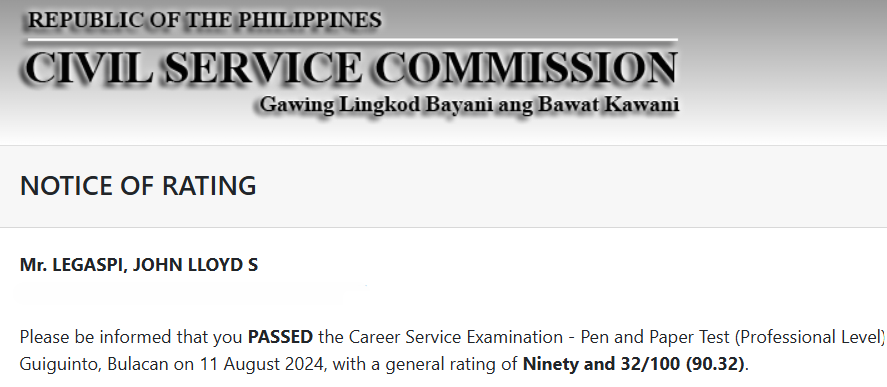 REPUBLIC OF THE PHILIPPINES
CIVIL SERVICE COMMISSION
Gawing Lingkod Bayani ang Bawat Kawani
NOTICE OF RATING
Mr. LEGASPI, JOHN LLOYD S
Please be informed that you PASSED the Career Service Examination - Pen and Paper Test (Professional Level)
Guiguinto, Bulacan on 11 August 2024, with a general rating of Ninety and 32/100 (90.32).